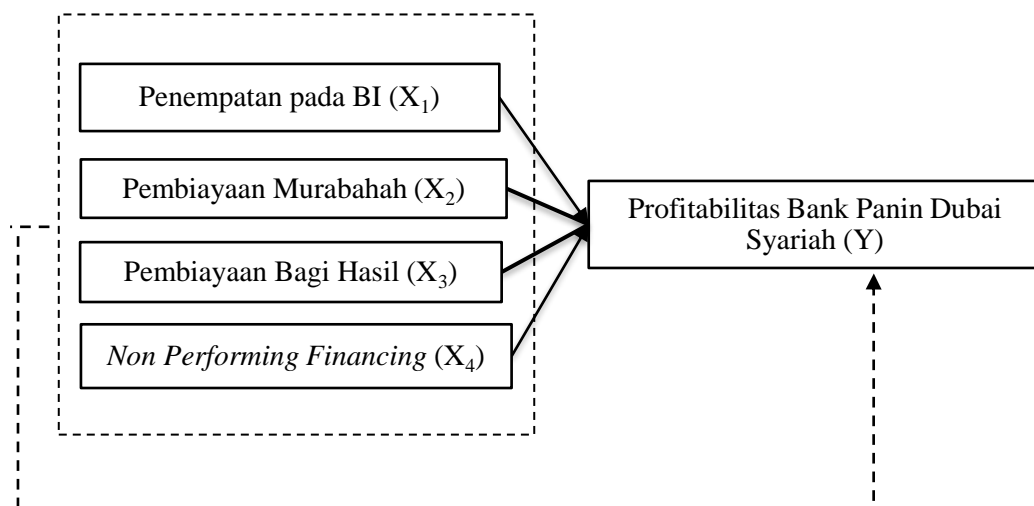 Penempatan pada BI (X₁)
Pembiayaan Murabahah (X₂)
Profitabilitas Bank Panin Dubai
Syariah (Y)
Pembiayaan Bagi Hasil (X₃)
Non Performing Financing (X₄)